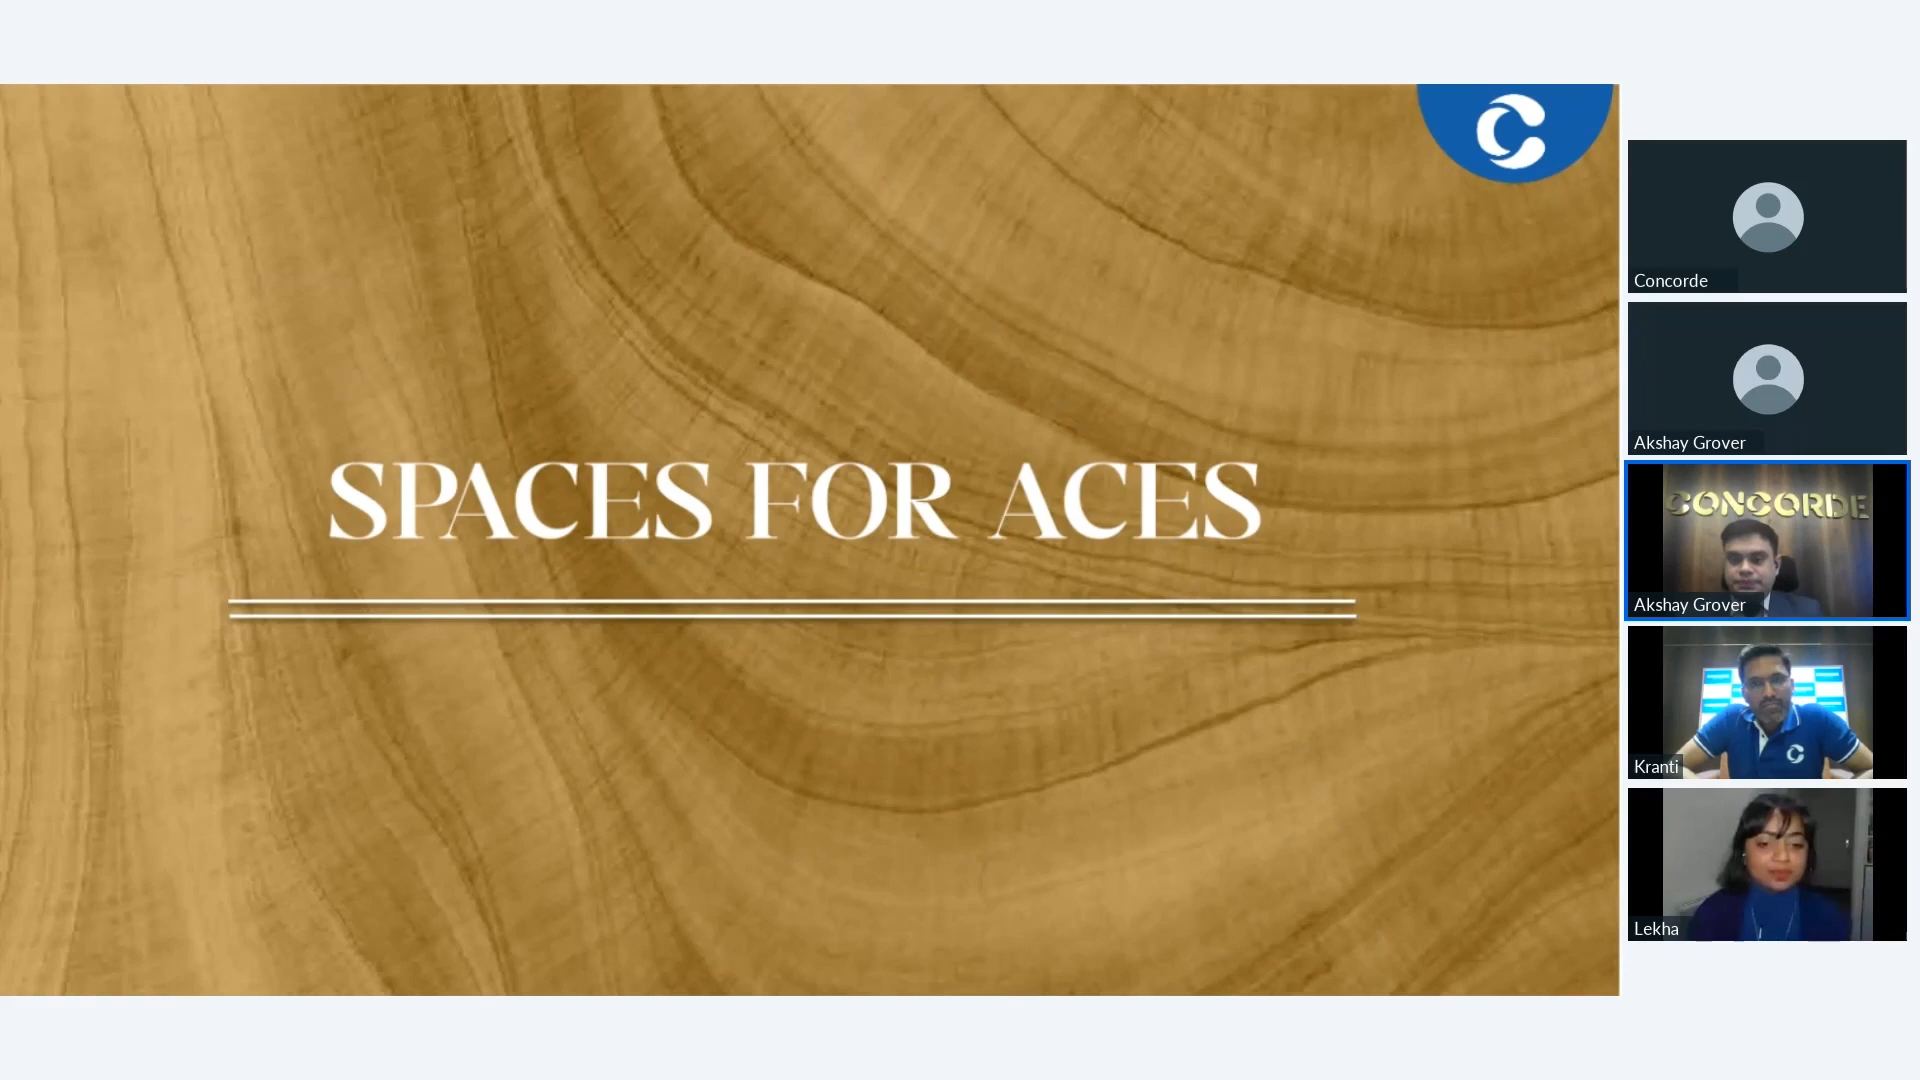 SPACES FOR ACES
Concorde
Akshay Grover
CONCORDE
Akshay Grover
Kranti
Lekha